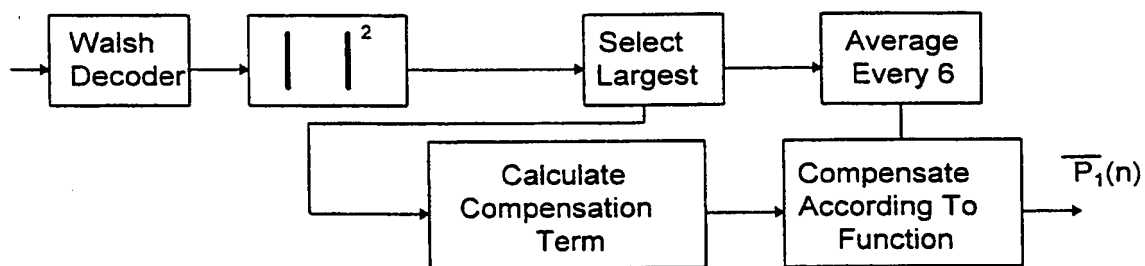 Walsh
Decoder
| |²
Select
Largest
Average
Every 6
Calculate
Compensation
Term
Compensate
According To
Function
P̅₁(n)